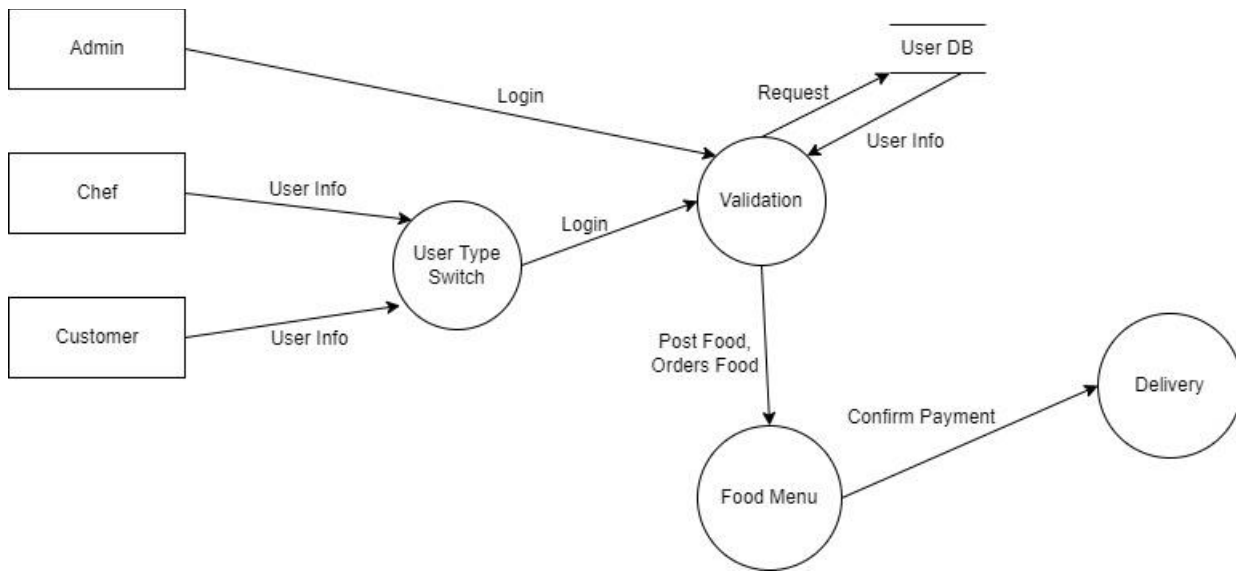 Admin
User DB
Login
Request
User Info
Chef
User Info
Validation
Login
User Type
Switch
Customer
User Info
Post Food,
Orders Food
Delivery
Confirm Payment
Food Menu